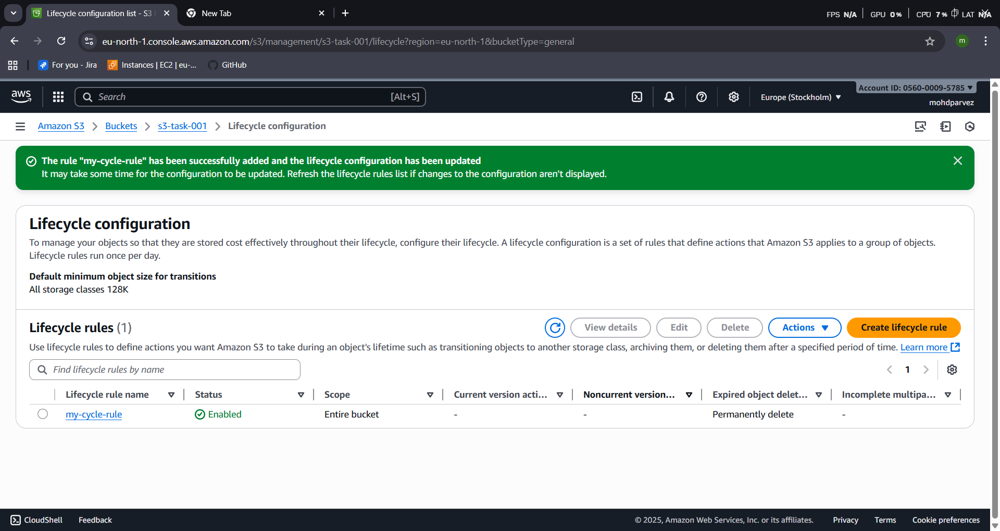 Lifecycle configuration list - S3
New Tab
FPS N/A GPU 0% CPU 7% LAT N/A
eu-north-1.console.aws.amazon.com/s3/management/s3-task-001/lifecycle?region=eu-north-1&bucketType=general
m
For you - Jira
Instances | EC2 | eu-...
GitHub
aws
Search
[Alt+S]
Europe (Stockholm)
Account ID: 0560-0009-5785
mohdparvez
Amazon S3
Buckets
s3-task-001
Lifecycle configuration
The rule "my-cycle-rule" has been successfully added and the lifecycle configuration has been updated
It may take some time for the configuration to be updated. Refresh the lifecycle rules list if changes to the configuration aren't displayed.
Lifecycle configuration
To manage your objects so that they are stored cost effectively throughout their lifecycle, configure their lifecycle. A lifecycle configuration is a set of rules that define actions that Amazon S3 applies to a group of objects.
Lifecycle rules run once per day.
Default minimum object size for transitions
All storage classes 128K
Lifecycle rules (1)
View details
Edit
Delete
Actions
Create lifecycle rule
Use lifecycle rules to define actions you want Amazon S3 to take during an object's lifetime such as transitioning objects to another storage class, archiving them, or deleting them after a specified period of time. Learn more
Find lifecycle rules by name
1
Lifecycle rule name
Status
Scope
Current version acti...
Noncurrent version...
Expired object delet...
Incomplete multipa...
my-cycle-rule
Enabled
Entire bucket
-
-
Permanently delete
-
CloudShell
Feedback
© 2025, Amazon Web Services, Inc. or its affiliates.
Privacy
Terms
Cookie preferences